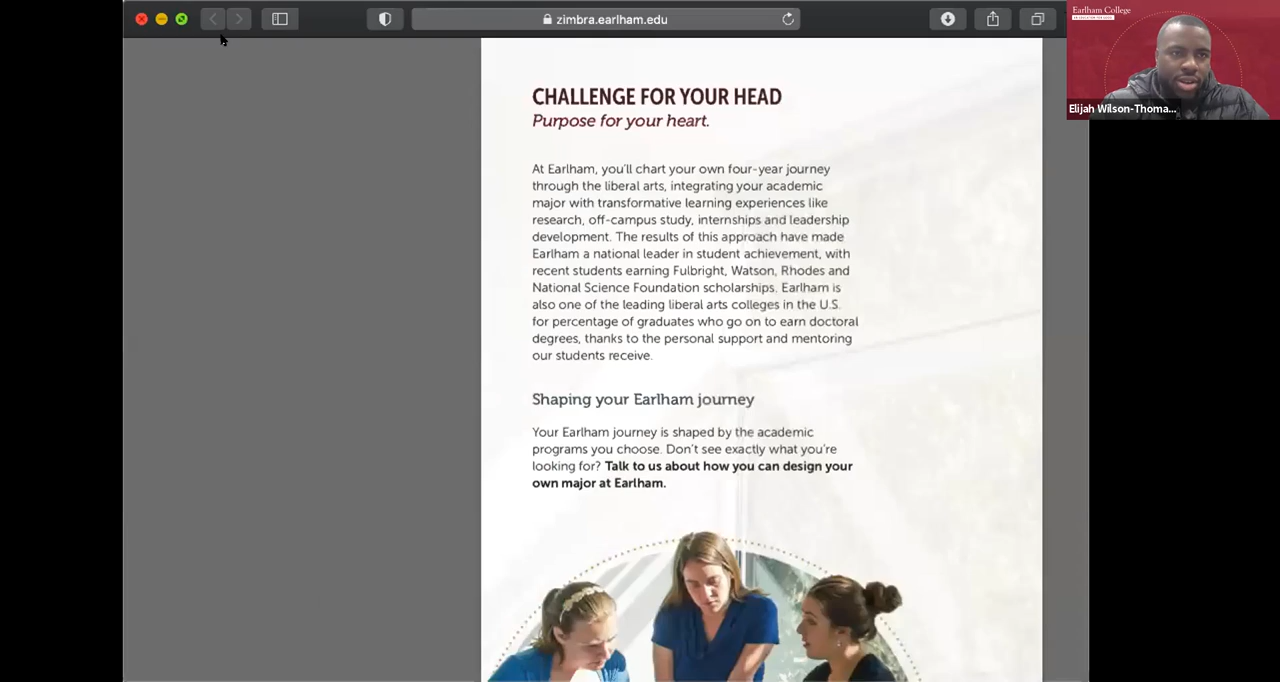 zimbra.earlham.edu
Earlham College
Elijah Wilson-Thoma...
CHALLENGE FOR YOUR HEAD
Purpose for your heart.
At Earlham, you'll chart your own four-year journey
through the liberal arts, integrating your academic
major with transformative learning experiences like
research, off-campus study, internships and leadership
development. The results of this approach have made
Earlham a national leader in student achievement, with
recent students earning Fulbright, Watson, Rhodes and
National Science Foundation scholarships. Earlham is
also one of the leading liberal arts colleges in the U.S.
for percentage of graduates who go on to earn doctoral
degrees, thanks to the personal support and mentoring
our students receive.
Shaping your Earlham journey
Your Earlham journey is shaped by the academic
programs you choose. Don't see exactly what you're
looking for? Talk to us about how you can design your
own major at Earlham.